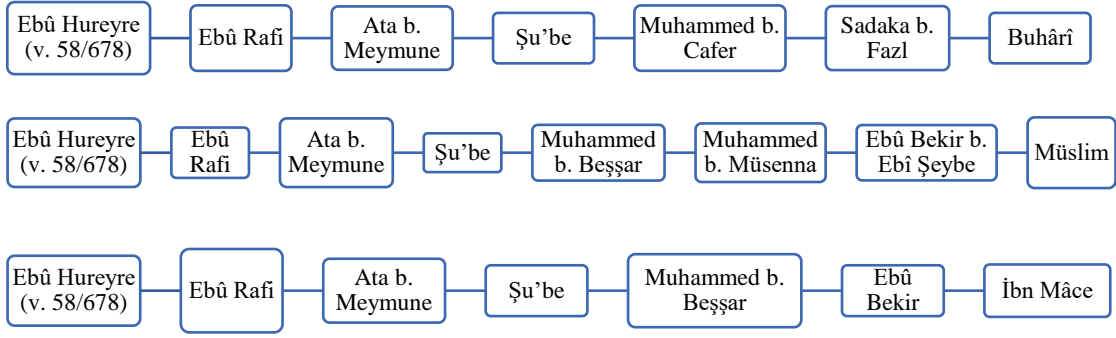 Ebû Hureyre
(v. 58/678)
Ebû Rafi
Ata b.
Meymune
Şu’be
Muhammed b.
Cafer
Sadaka b.
Fazl
Buhârî
Ebû Hureyre
(v. 58/678)
Ebû
Rafi
Ata b.
Meymune
Şu’be
Muhammed
b. Beşşar
Muhammed
b. Müsenna
Ebû Bekir b.
Ebî Şeybe
Müslim
Ebû Hureyre
(v. 58/678)
Ebû Rafi
Ata b.
Meymune
Şu’be
Muhammed b.
Beşşar
Ebû
Bekir
İbn Mâce